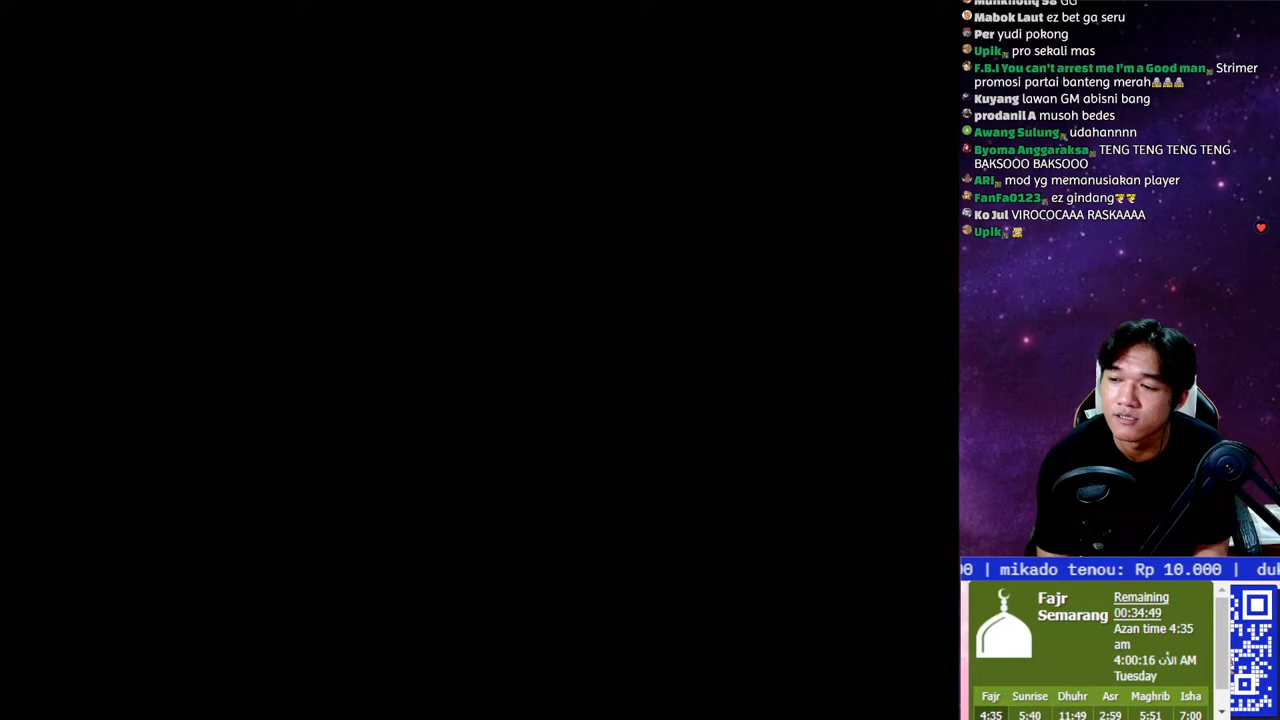 Mabok Laut ez bet ga seru
Per yudi pokong
Upik pro sekali mas
F.B.I You can't arrest me I'm a Good man Strimer
promosi partai banteng merah
Kuyang lawan GM abisni bang
prodanil A musoh bedes
Awang Sulung udahannnn
Byoma Anggaraksa TENG TENG TENG TENG
BAKSOOO BAKSOOO
ARI mod yg memanusiakan player
FanFa0123 ez gindang
Ko Jul VIROCOCAAA RASKAAAA
Upik
| mikado tenou: Rp 10.000 |
Fajr
Semarang
Remaining
00:34:49
Azan time 4:35
am
4:00:16 الآن AM
Tuesday
Fajr Sunrise Dhuhr Asr Maghrib Isha
4:35 5:40 11:49 2:59 5:51 7:00